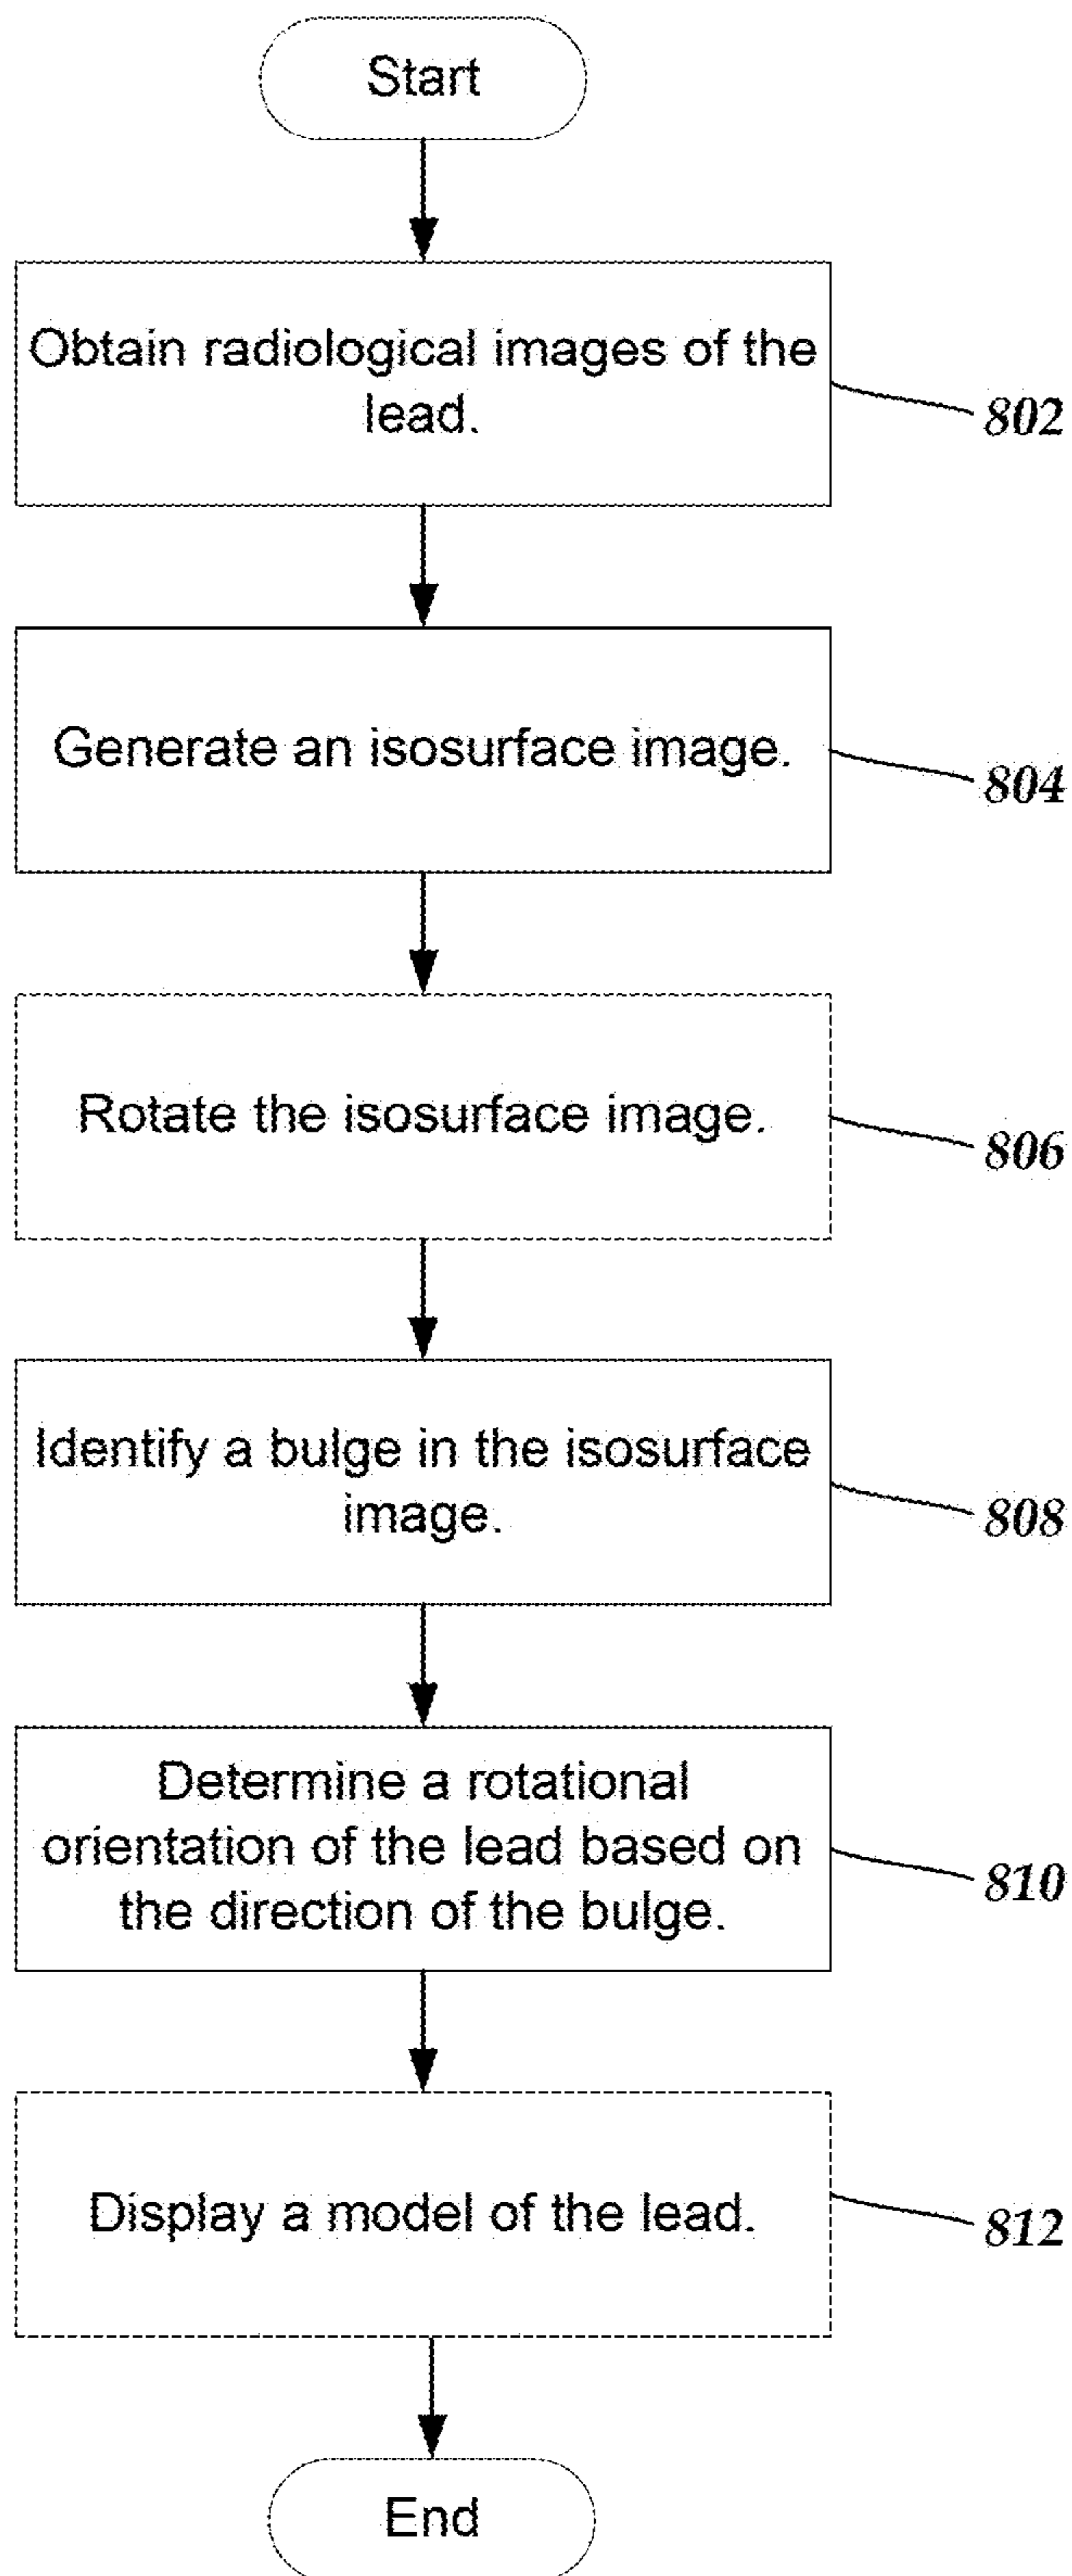 Start
Obtain radiological images of the
lead.
802
Generate an isosurface image.
804
Rotate the isosurface image.
806
Identify a bulge in the isosurface
image.
808
Determine a rotational
orientation of the lead based on
the direction of the bulge.
810
Display a model of the lead.
812
End